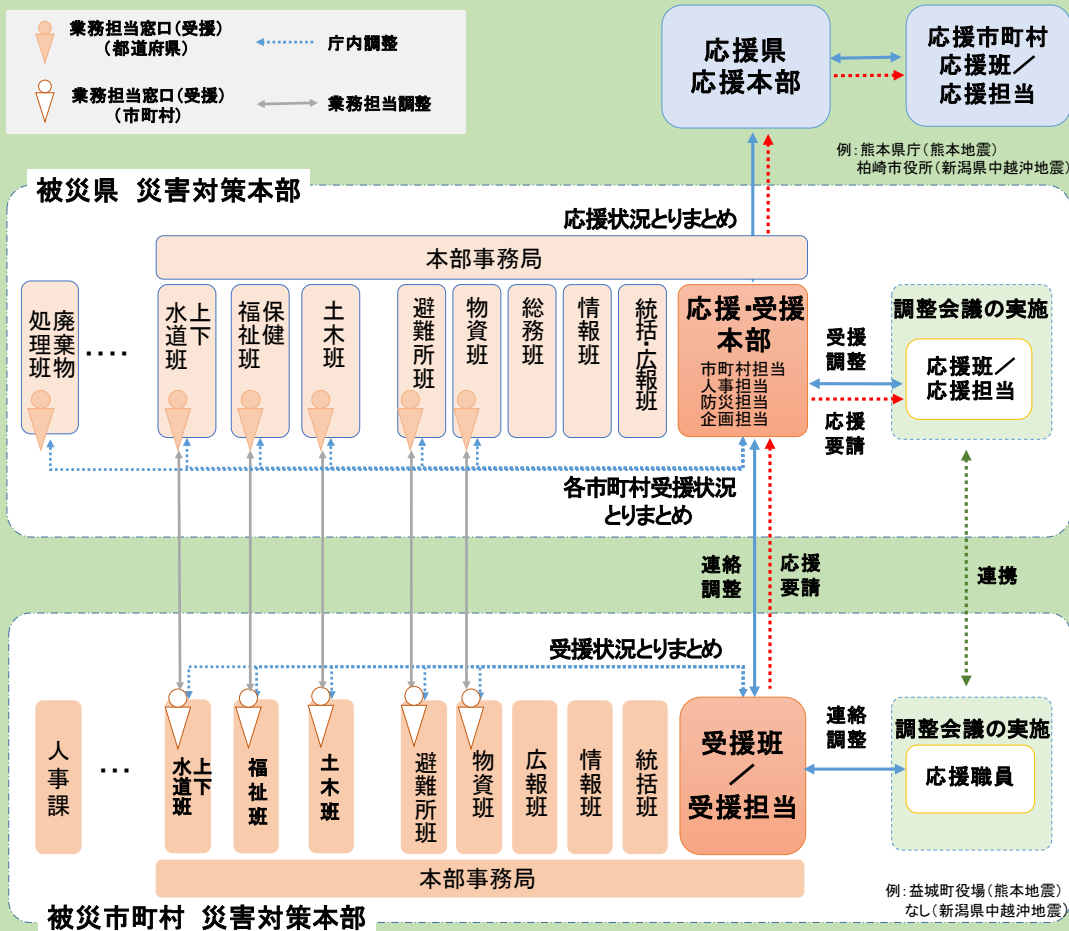 業務担当窓口(受援)
(都道府県)
庁内調整
業務担当窓口(受援)
(市町村)
業務担当調整
応援県
応援本部
応援市町村
応援班／
応援担当
例:熊本県庁(熊本地震)
柏崎市役所(新潟県中越沖地震)
被災県 災害対策本部
応援状況とりまとめ
本部事務局
廃棄物
処理班
‥‥
上下
水道班
保健
福祉班
土木班
避難所班
物資班
総務班
情報班
統括・広報班
応援・受援
本部
市町村担当
人事担当
防災担当
企画担当
受援
調整
応援
要請
調整会議の実施
応援班／
応援担当
各市町村受援状況
とりまとめ
連絡
調整
応援
要請
連携
受援状況とりまとめ
人事課
…
上下
水道班
福祉班
土木班
避難所班
物資班
広報班
情報班
統括班
受援班
／
受援担当
連絡
調整
調整会議の実施
応援職員
本部事務局
例:益城町役場(熊本地震)
なし(新潟県中越沖地震)
被災市町村 災害対策本部